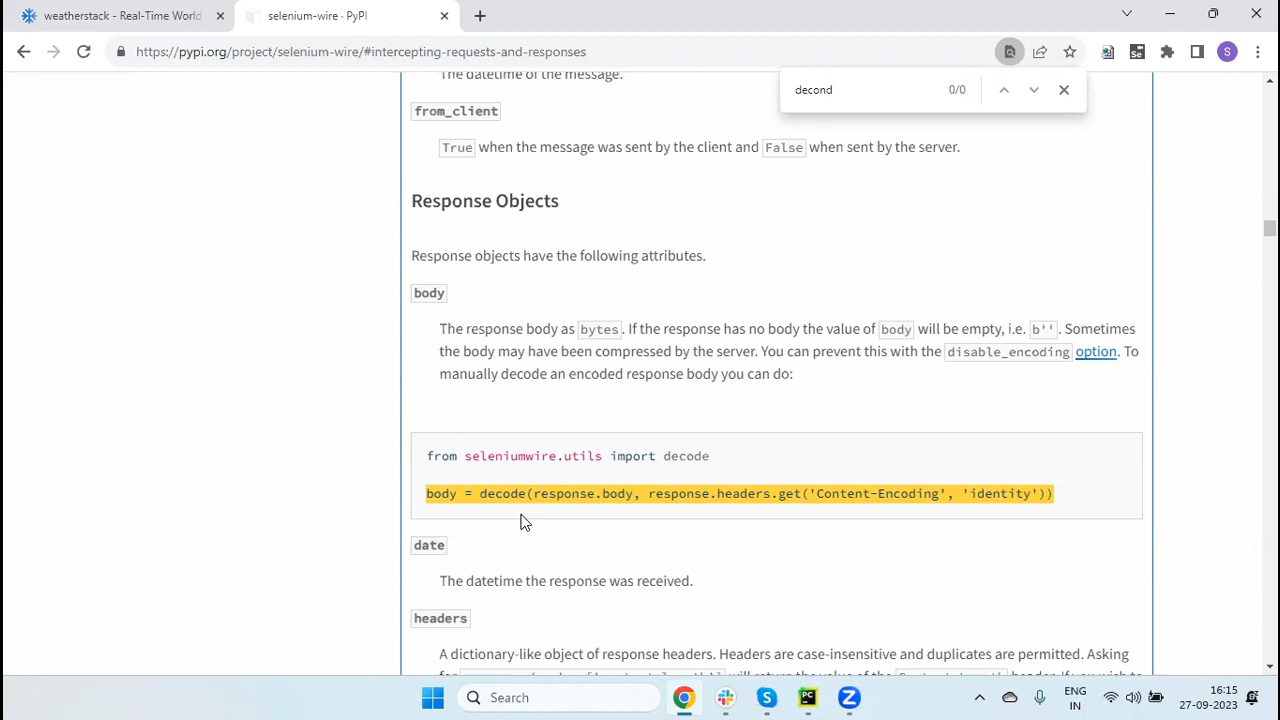 weatherstack - Real-Time World
selenium-wire · PyPI
https://pypi.org/project/selenium-wire/#intercepting-requests-and-responses
S
decond 0/0
The datetime of the message.
from_client
True when the message was sent by the client and False when sent by the server.
Response Objects
Response objects have the following attributes.
body
The response body as bytes. If the response has no body the value of body will be empty, i.e. b''. Sometimes
the body may have been compressed by the server. You can prevent this with the disable_encoding option. To
manually decode an encoded response body you can do:
from seleniumwire.utils import decode
body = decode(response.body, response.headers.get('Content-Encoding', 'identity'))
date
The datetime the response was received.
headers
A dictionary-like object of response headers. Headers are case-insensitive and duplicates are permitted. Asking
will return the value of the
Search
ENG
IN
16:15
27-09-2023